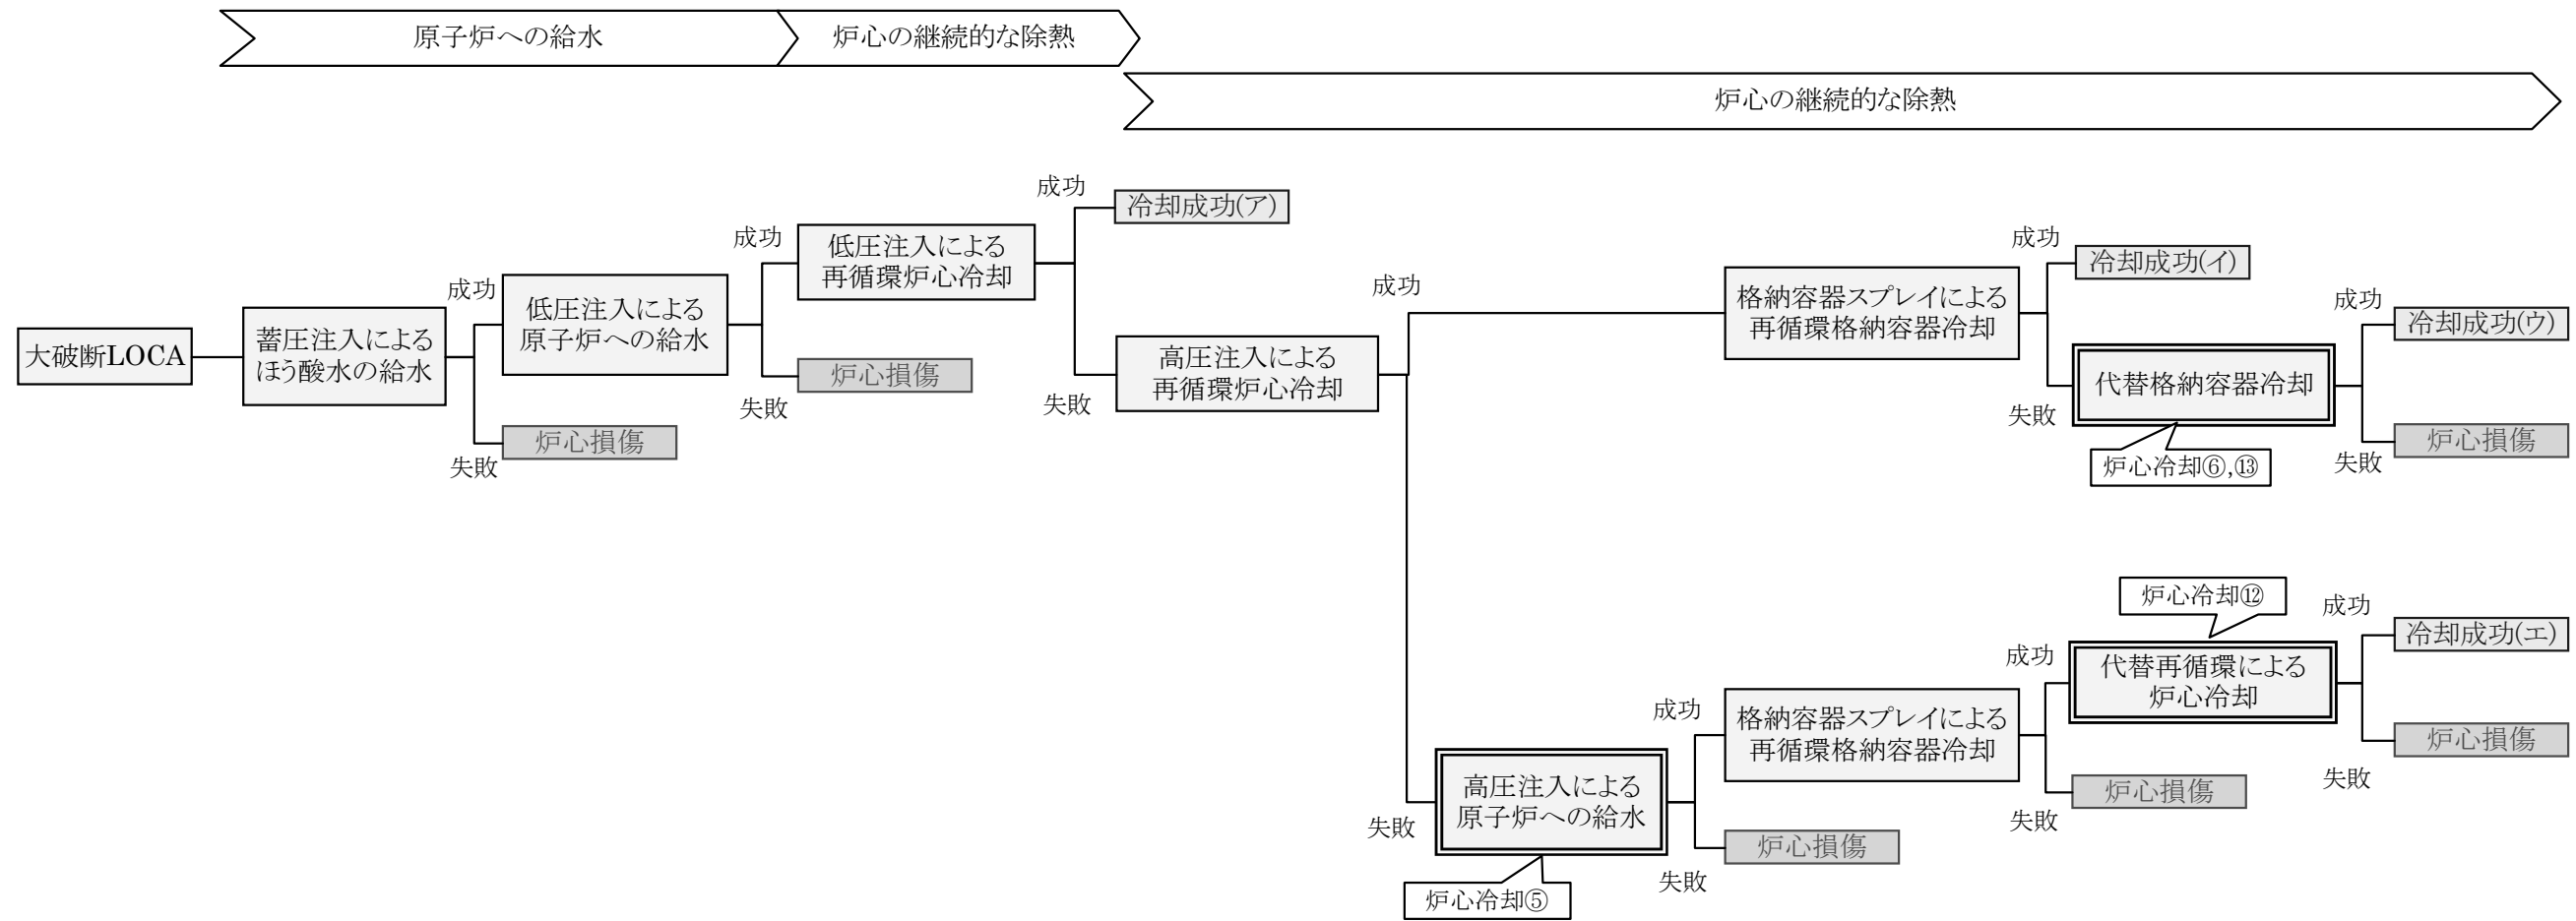 原子炉への給水
炉心の継続的な除熱
炉心の継続的な除熱
大破断LOCA
蓄圧注入による
ほう酸水の給水
成功
失敗
低圧注入による
原子炉への給水
炉心損傷
成功
失敗
低圧注入による
再循環炉心冷却
炉心損傷
成功
失敗
冷却成功(ア)
高圧注入による
再循環炉心冷却
成功
失敗
格納容器スプレイによる
再循環格納容器冷却
成功
失敗
冷却成功(イ)
代替格納容器冷却
炉心冷却⑥,⑬
成功
失敗
冷却成功(ウ)
炉心損傷
高圧注入による
原子炉への給水
炉心冷却⑤
成功
失敗
格納容器スプレイによる
再循環格納容器冷却
炉心損傷
成功
失敗
炉心冷却⑫
代替再循環による
炉心冷却
炉心損傷
成功
失敗
冷却成功(エ)
炉心損傷